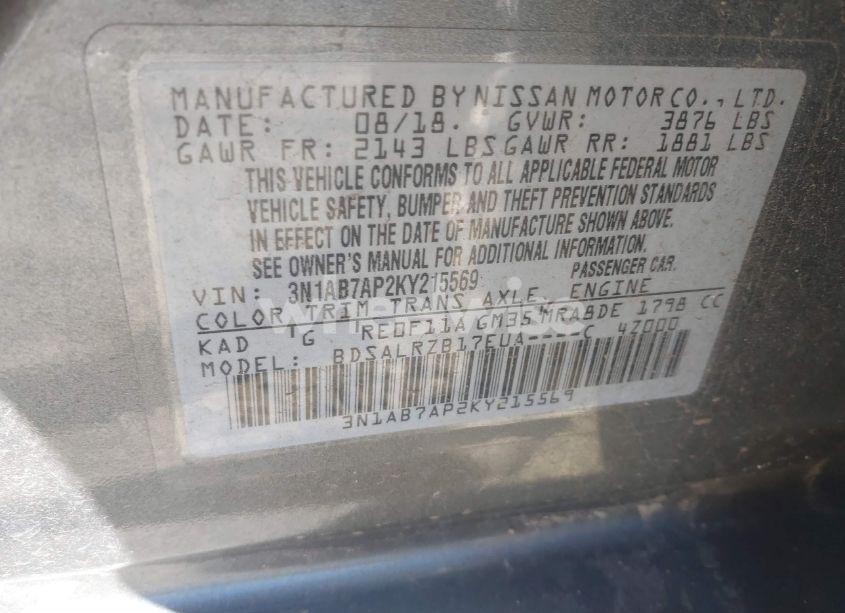 MANUFACTURED BY NISSAN MOTOR CO., LTD.
DATE: 08/18. GVWR: 3876 LBS
GAWR FR: 2143 LBS GAWR RR: 1881 LBS
THIS VEHICLE CONFORMS TO ALL APPLICABLE FEDERAL MOTOR
VEHICLE SAFETY, BUMPER AND THEFT PREVENTION STANDARDS
IN EFFECT ON THE DATE OF MANUFACTURE SHOWN ABOVE.
SEE OWNER'S MANUAL FOR ADDITIONAL INFORMATION.
VIN: 3N1AB7AP2KY215569 PASSENGER CAR.
COLOR TRIM TRANS AXLE ENGINE
KAD G RE0F11A GM35 MRA8DE 1798 CC
MODEL: BDSALRZB17EUA----C 4Z000
3N1AB7AP2KY215569